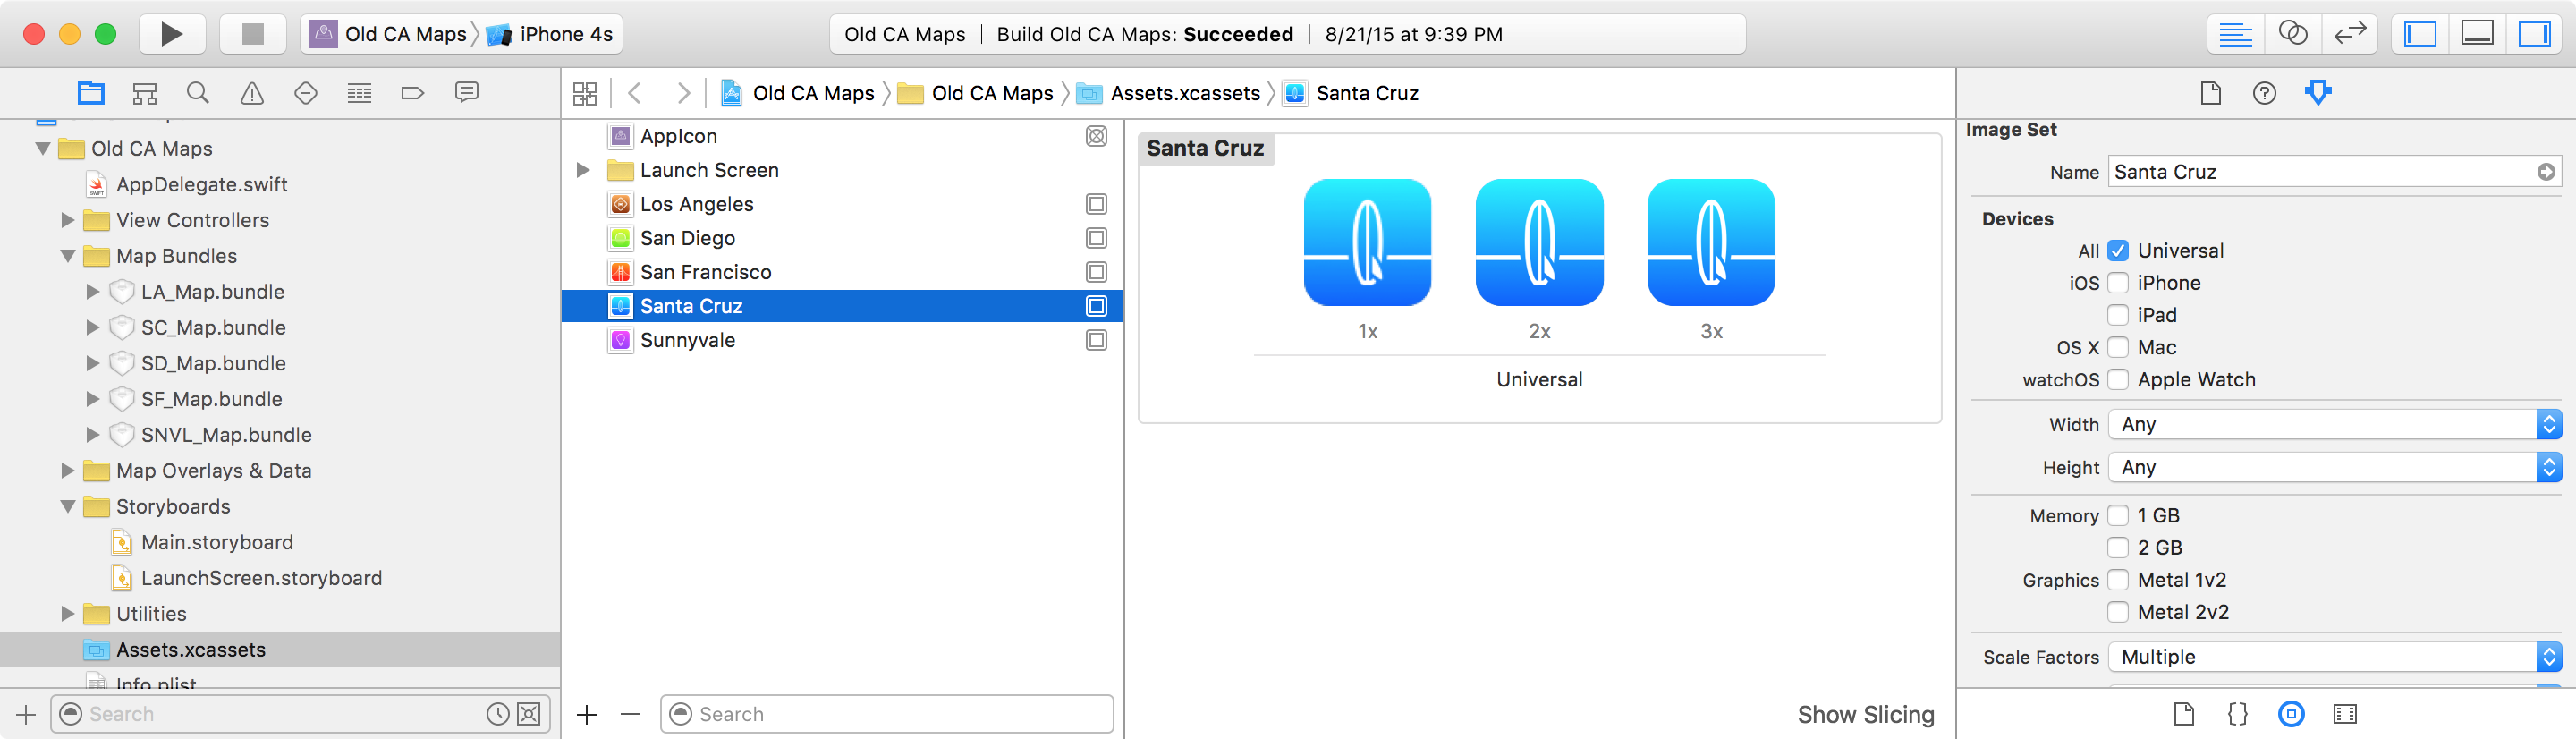 Old CA Maps iPhone 4s
Old CA Maps Build Old CA Maps: Succeeded 8/21/15 at 9:39 PM
Old CA Maps
AppDelegate.swift
View Controllers
Map Bundles
LA_Map.bundle
SC_Map.bundle
SD_Map.bundle
SF_Map.bundle
SNVL_Map.bundle
Map Overlays & Data
Storyboards
Main.storyboard
LaunchScreen.storyboard
Utilities
Assets.xcassets
Info.plist
Search
Old CA Maps Old CA Maps Assets.xcassets Santa Cruz
AppIcon
Launch Screen
Los Angeles
San Diego
San Francisco
Santa Cruz
Sunnyvale
Search
Santa Cruz
1x 2x 3x
Universal
Show Slicing
Image Set
Name Santa Cruz
Devices
All Universal
iOS iPhone
iPad
OS X Mac
watchOS Apple Watch
Width Any
Height Any
Memory 1 GB
2 GB
Graphics Metal 1v2
Metal 2v2
Scale Factors Multiple